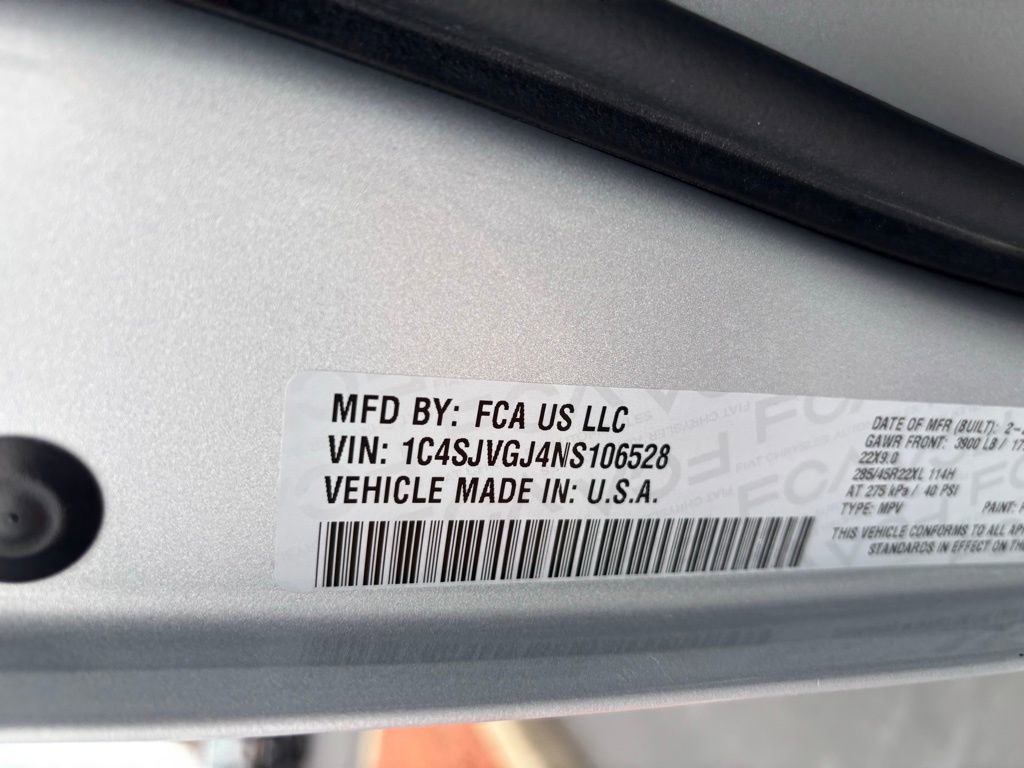 MFD BY: FCA US LLC
VIN: 1C4SJVGJ4NS106528
VEHICLE MADE IN: U.S.A.
DATE OF MFR (BUILT): 2-
GAWR FRONT: 3900 LB / 17
22X9.0
285/45R22XL 114H
AT 275 kPa / 40 PSI
TYPE: MPV PAINT:
THIS VEHICLE CONFORMS TO ALL
STANDARDS IN EFFECT ON